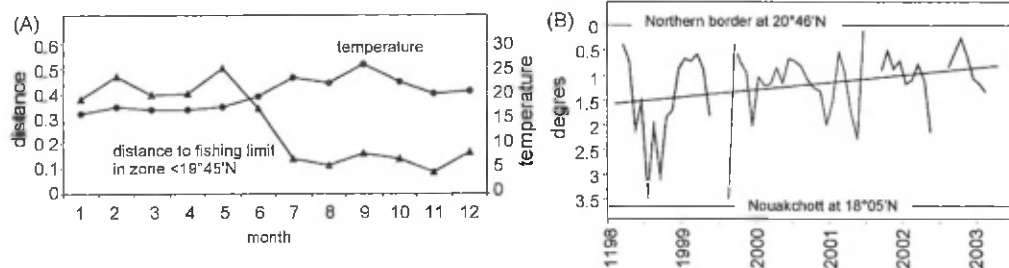 (A)
0.6
0.5
0.4
0.3
0.2
0.1
0
distance
temperature
distance to fishing limit
in zone <19°45'N
30
25
20
15
10
5
0
temperature
1 2 3 4 5 6 7 8 9 10 11 12
month
(B)
0
0.5
1.0
1.5
2
2.5
3.0
3.5
degres
Northern border at 20°46'N
Nouakchott at 18°05'N
1198
1999
2000
2001
2002
2003